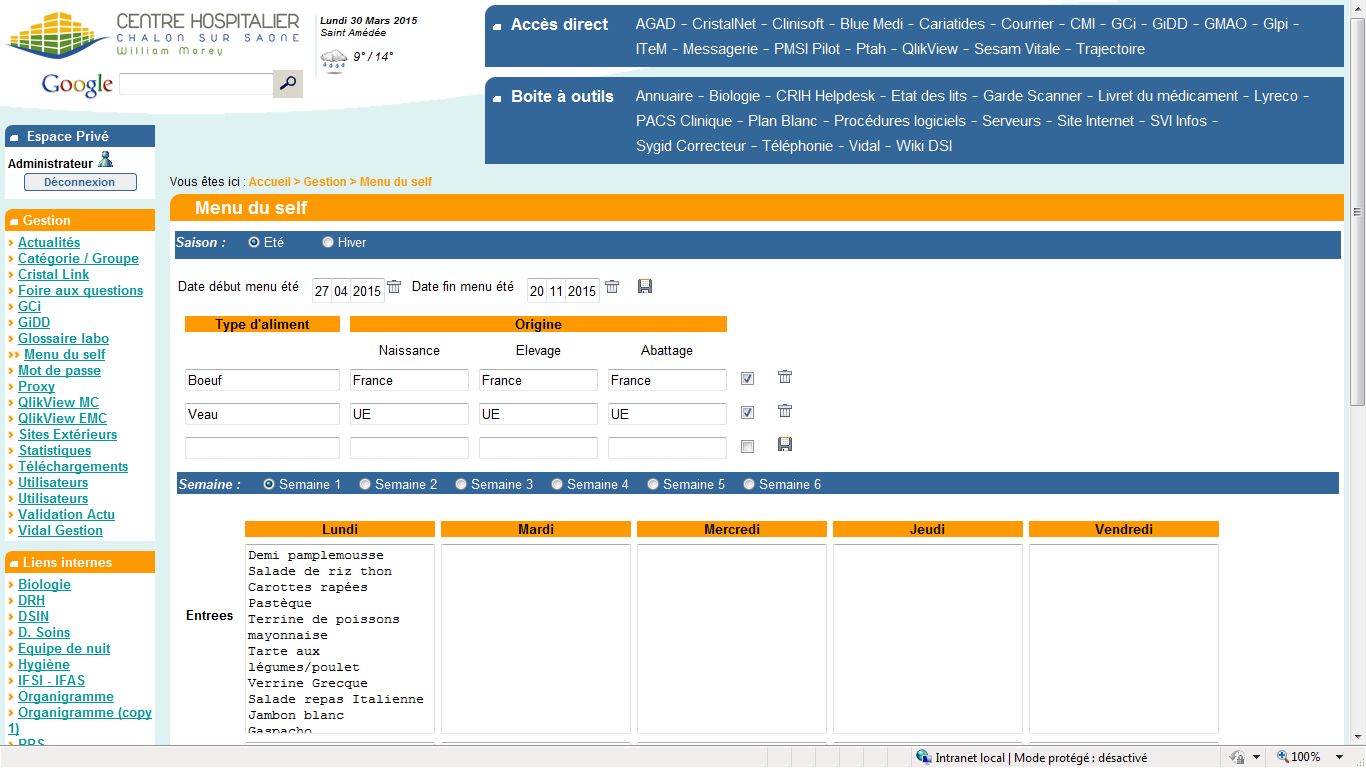 CENTRE HOSPITALIER
CHALON SUR SAONE
William Morey
Lundi 30 Mars 2015
Saint Amédée
9° / 14°
Google
Accès direct
AGAD - CristalNet - Clinisoft - Blue Medi - Cariatides - Courrier - CMI - GCi - GiDD - GMAO - Glpi -
ITeM - Messagerie - PMSI Pilot - Ptah - QlikView - Sesam Vitale - Trajectoire
Boite à outils
Annuaire - Biologie - CRIH Helpdesk - Etat des lits - Garde Scanner - Livret du médicament - Lyreco -
PACS Clinique - Plan Blanc - Procédures logiciels - Serveurs - Site Internet - SVI Infos -
Sygid Correcteur - Téléphonie - Vidal - Wiki DSI
Espace Privé
Administrateur
Déconnexion
Gestion
Actualités
Catégorie / Groupe
Cristal Link
Foire aux questions
GCi
GiDD
Glossaire labo
Menu du self
Mot de passe
Proxy
QlikView MC
QlikView EMC
Sites Extérieurs
Statistiques
Téléchargements
Utilisateurs
Utilisateurs
Validation Actu
Vidal Gestion
Liens internes
Biologie
DRH
DSIN
D. Soins
Equipe de nuit
Hygiène
IFSI - IFAS
Organigramme
Organigramme (copy
1)
PBS
Vous êtes ici : Accueil > Gestion > Menu du self
Menu du self
Saison : Eté Hiver
Date début menu été 27 04 2015 Date fin menu été 20 11 2015
Type d'aliment Origine
Naissance Elevage Abattage
Boeuf France France France
Veau UE UE UE
Semaine : Semaine 1 Semaine 2 Semaine 3 Semaine 4 Semaine 5 Semaine 6
Lundi Mardi Mercredi Jeudi Vendredi
Entrees
Demi pamplemousse
Salade de riz thon
Carottes rapées
Pastèque
Terrine de poissons
mayonnaise
Tarte aux
légumes/poulet
Verrine Grecque
Salade repas Italienne
Jambon blanc
Gaspacho
Intranet local | Mode protégé : désactivé
100%